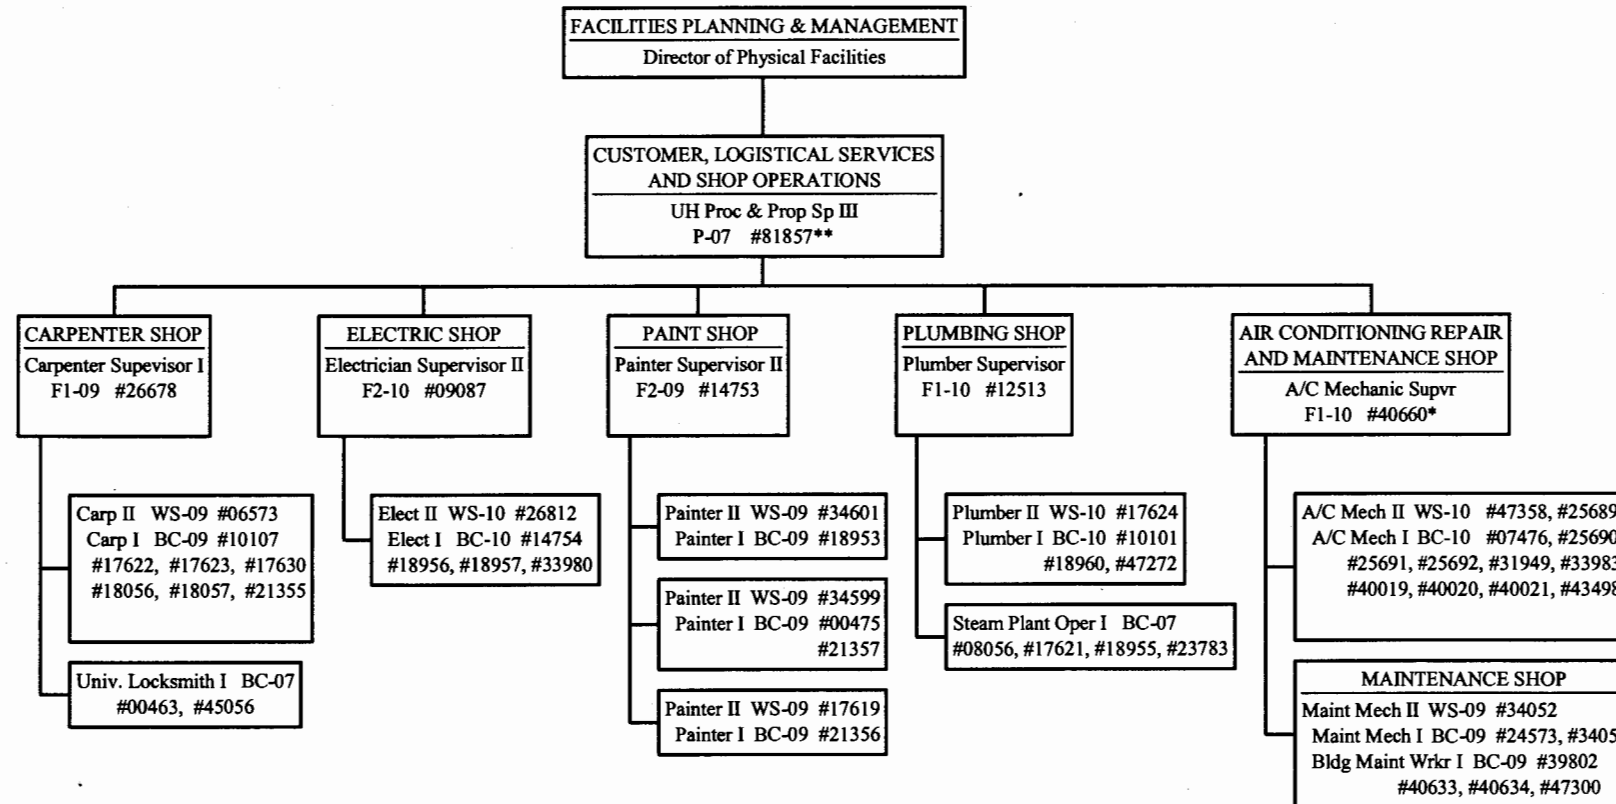 FACILITIES PLANNING & MANAGEMENT
Director of Physical Facilities
CUSTOMER, LOGISTICAL SERVICES
AND SHOP OPERATIONS
UH Proc & Prop Sp III
P-07 #81857**
CARPENTER SHOP
Carpenter Supevisor I
F1-09 #26678
Carp II WS-09 #06573
Carp I BC-09 #10107
#17622, #17623, #17630
#18056, #18057, #21355
Univ. Locksmith I BC-07
#00463, #45056
ELECTRIC SHOP
Electrician Supervisor II
F2-10 #09087
Elect II WS-10 #26812
Elect I BC-10 #14754
#18956, #18957, #33980
PAINT SHOP
Painter Supervisor II
F2-09 #14753
Painter II WS-09 #34601
Painter I BC-09 #18953
Painter II WS-09 #34599
Painter I BC-09 #00475
#21357
Painter II WS-09 #17619
Painter I BC-09 #21356
PLUMBING SHOP
Plumber Supervisor
F1-10 #12513
Plumber II WS-10 #17624
Plumber I BC-10 #10101
#18960, #47272
Steam Plant Oper I BC-07
#08056, #17621, #18955, #23783
AIR CONDITIONING REPAIR
AND MAINTENANCE SHOP
A/C Mechanic Supvr
F1-10 #40660*
A/C Mech II WS-10 #47358, #25689
A/C Mech I BC-10 #07476, #25690
#25691, #25692, #31949, #33983
#40019, #40020, #40021, #43498
MAINTENANCE SHOP
Maint Mech II WS-09 #34052
Maint Mech I BC-09 #24573, #3405
Bldg Maint Wrkr I BC-09 #39802
#40633, #40634, #47300